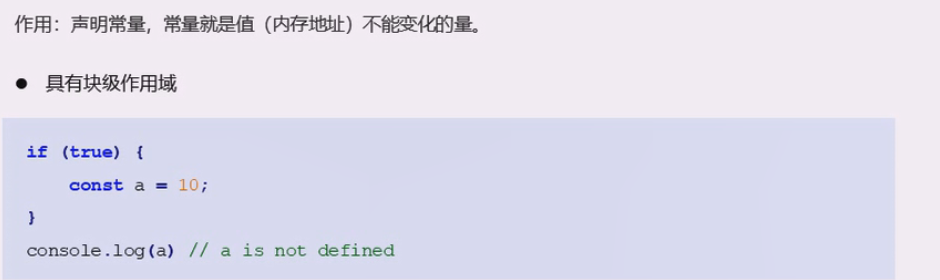 作用：声明常量，常量就是值（内存地址）不能变化的量。
● 具有块级作用域
if (true) {
    const a = 10;
}
console.log(a) // a is not defined